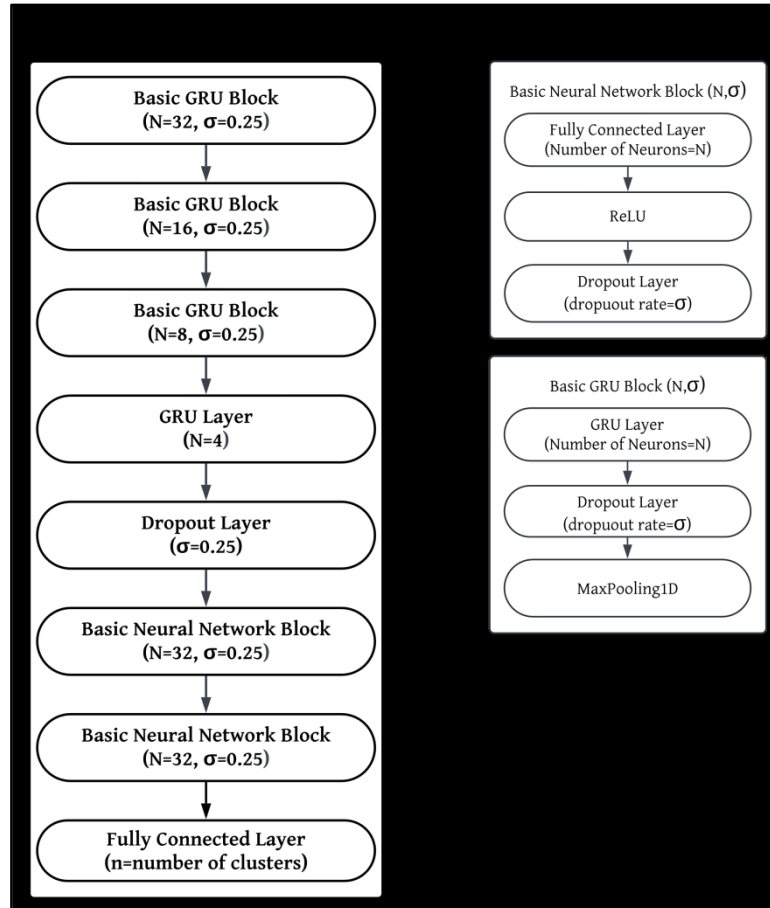 Basic GRU Block
(N=32, σ=0.25)
Basic GRU Block
(N=16, σ=0.25)
Basic GRU Block
(N=8, σ=0.25)
GRU Layer
(N=4)
Dropout Layer
(σ=0.25)
Basic Neural Network Block
(N=32, σ=0.25)
Basic Neural Network Block
(N=32, σ=0.25)
Fully Connected Layer
(n=number of clusters)
Basic Neural Network Block (N,σ)
Fully Connected Layer
(Number of Neurons=N)
ReLU
Dropout Layer
(dropuout rate=σ)
Basic GRU Block (N,σ)
GRU Layer
(Number of Neurons=N)
Dropout Layer
(dropuout rate=σ)
MaxPooling1D